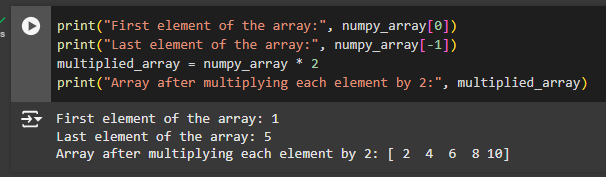 print("First element of the array:", numpy_array[0])
print("Last element of the array:", numpy_array[-1])
multiplied_array = numpy_array * 2
print("Array after multiplying each element by 2:", multiplied_array)
s
First element of the array: 1
Last element of the array: 5
Array after multiplying each element by 2: [ 2  4  6  8 10]